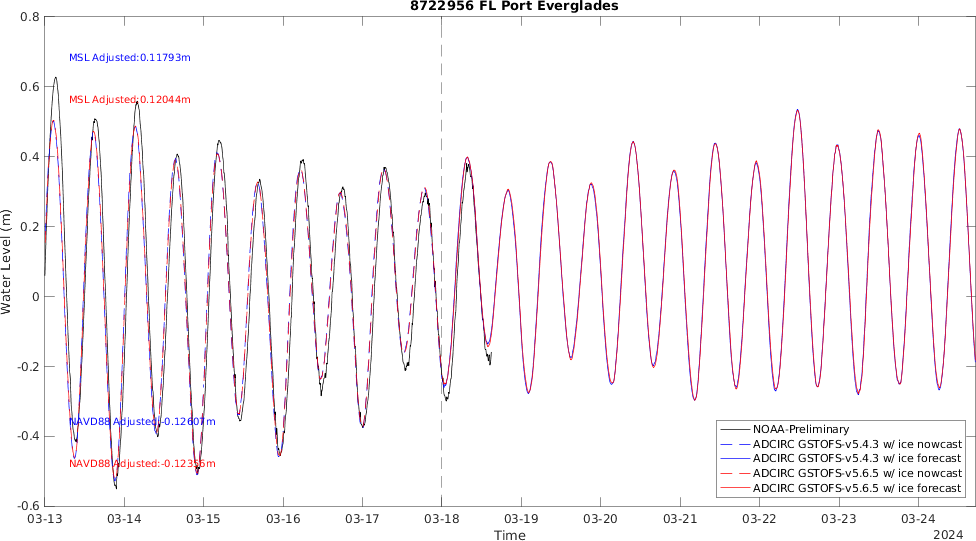 8722956 FL Port Everglades
0.8
0.6
0.4
0.2
0
-0.2
-0.4
-0.6
Water Level (m)
MSL Adjusted:0.11793m
MSL Adjusted:0.12044m
NAVD88 Adjusted:-0.12607m
NAVD88 Adjusted:-0.12356m
NOAA-Preliminary
ADCIRC GSTOFS-v5.4.3 w/ ice nowcast
ADCIRC GSTOFS-v5.4.3 w/ ice forecast
ADCIRC GSTOFS-v5.6.5 w/ ice nowcast
ADCIRC GSTOFS-v5.6.5 w/ ice forecast
03-13 03-14 03-15 03-16 03-17 03-18 03-19 03-20 03-21 03-22 03-23 03-24
Time
2024